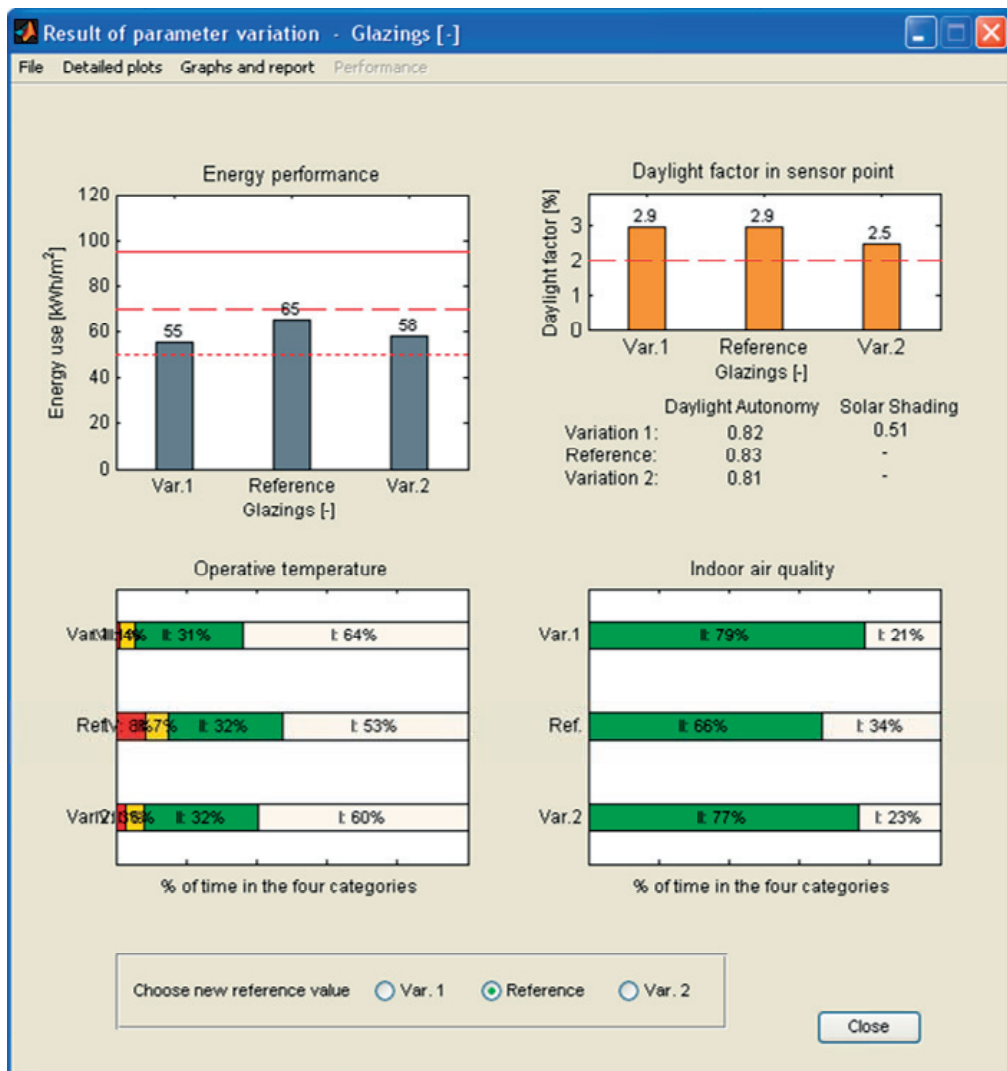 Result of parameter variation - Glazings [-]
File Detailed plots Graphs and report Performance
Energy performance
120
100
80
60
40
20
0
Energy use [kWh/m²]
55
65
58
Var.1 Reference Var.2
Glazings [-]
Daylight factor in sensor point
3
2
1
0
Daylight factor [%]
2.9
2.9
2.5
Var.1 Reference Var.2
Glazings [-]
Daylight Autonomy Solar Shading
Variation 1: 0.82 0.51
Reference: 0.83 -
Variation 2: 0.81 -
Operative temperature
II: 31% I: 64%
Ref. 8% 7% II: 32% I: 53%
II: 32% I: 60%
% of time in the four categories
Indoor air quality
Var.1 II: 79% I: 21%
Ref. II: 66% I: 34%
Var.2 II: 77% I: 23%
% of time in the four categories
Choose new reference value Var. 1 Reference Var. 2
Close